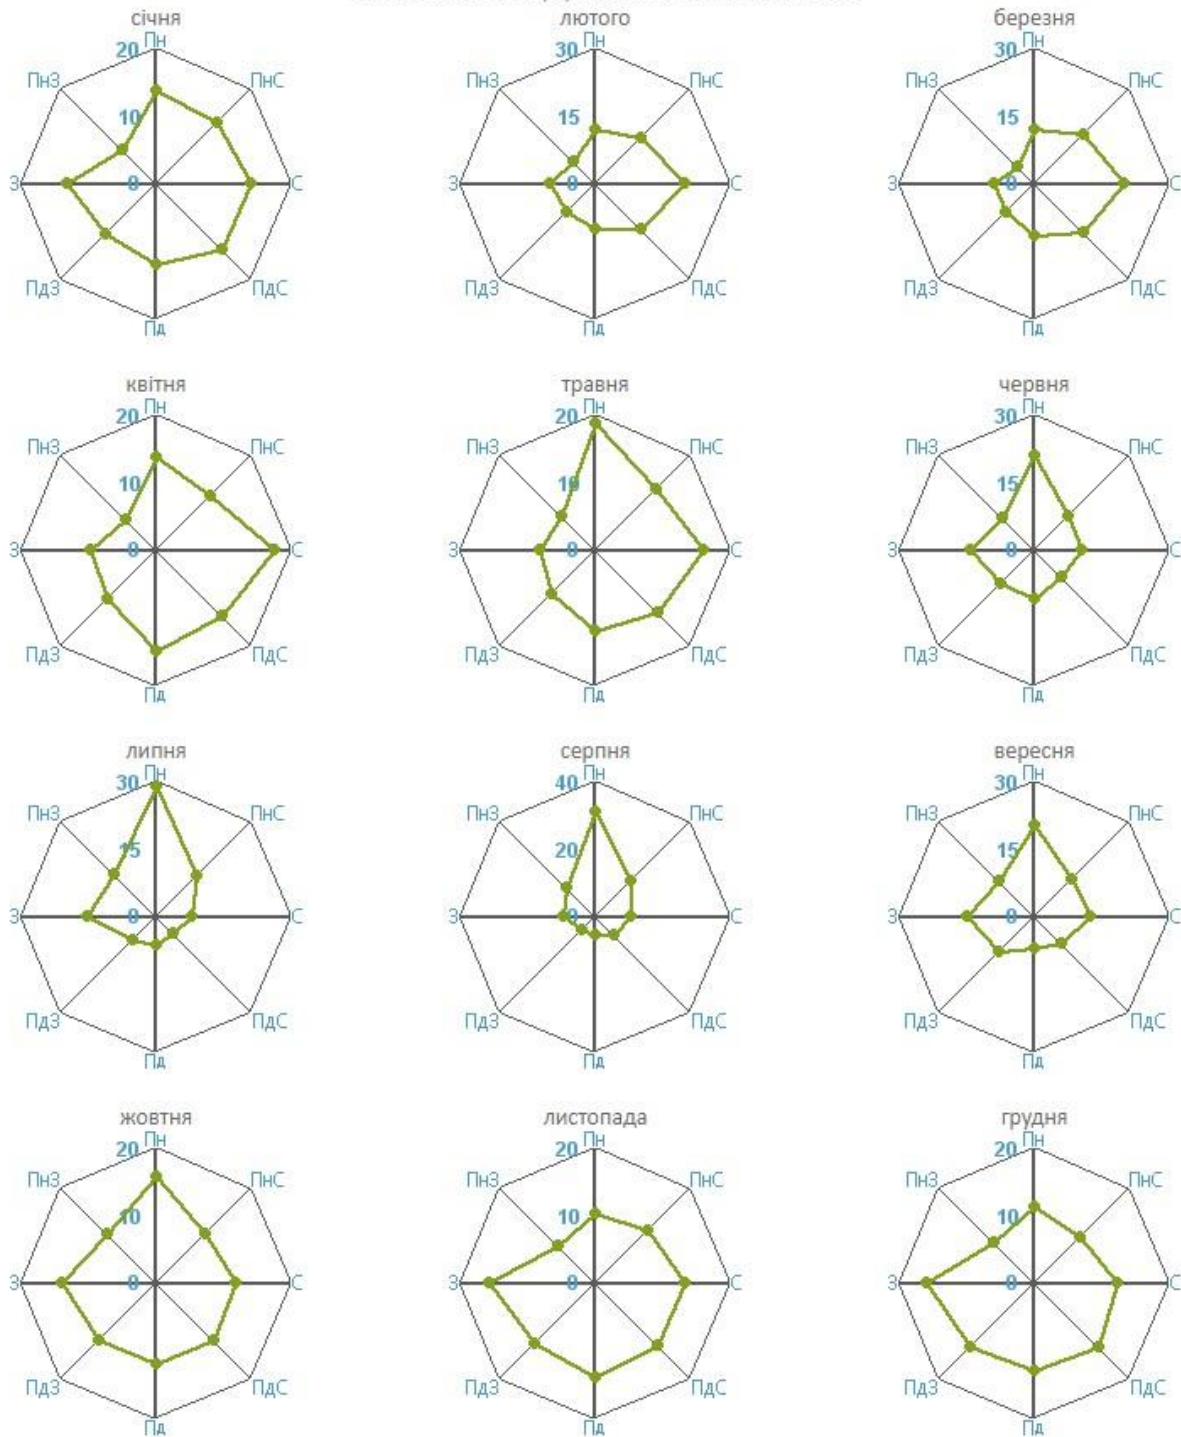 січня лютого березня
20 Пн 30 Пн 30 Пн
ПнЗ ПнС ПнЗ ПнС ПнЗ ПнС
10 15 15
З 0 С З 0 С З 0 С
ПдЗ ПдС ПдЗ ПдС ПдЗ ПдС
Пд Пд Пд
квітня травня червня
20 Пн 20 Пн 30 Пн
ПнЗ ПнС ПнЗ ПнС ПнЗ ПнС
10 10 15
З 0 С З 0 С З 0 С
ПдЗ ПдС ПдЗ ПдС ПдЗ ПдС
Пд Пд Пд
липня серпня вересня
30 Пн 40 Пн 30 Пн
ПнЗ ПнС ПнЗ ПнС ПнЗ ПнС
15 20 15
З 0 С З 0 С З 0 С
ПдЗ ПдС ПдЗ ПдС ПдЗ ПдС
Пд Пд Пд
жовтня листопада грудня
20 Пн 20 Пн 20 Пн
ПнЗ ПнС ПнЗ ПнС ПнЗ ПнС
10 10 10
З 0 С З 0 С З 0 С
ПдЗ ПдС ПдЗ ПдС ПдЗ ПдС
Пд Пд Пд